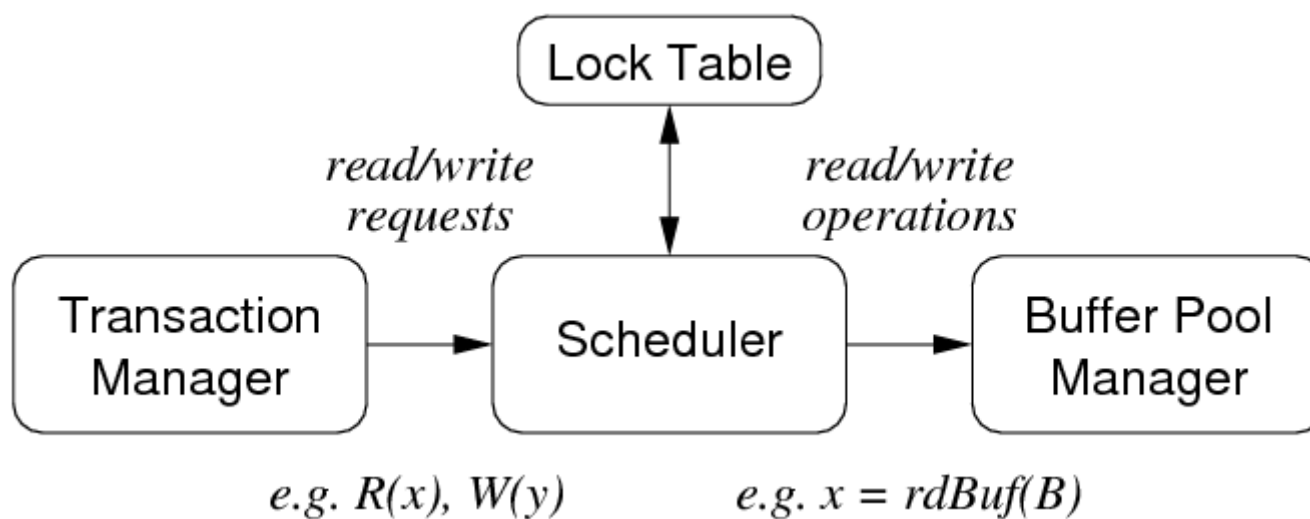 Lock Table
read/write
requests
read/write
operations
Transaction
Manager
Scheduler
Buffer Pool
Manager
e.g. R(x), W(y)
e.g. x = rdBuf(B)